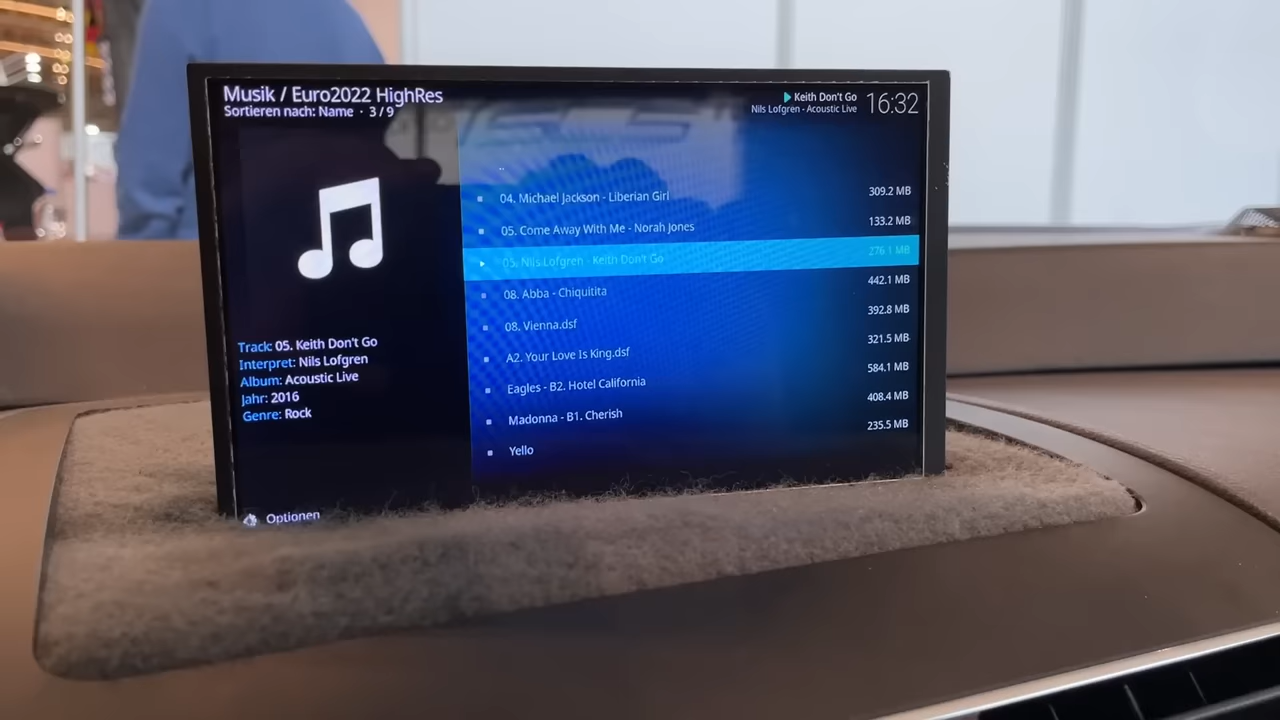 Musik / Euro2022 HighRes
Sortieren nach: Name · 3 / 9
Keith Don't Go
Nils Lofgren - Acoustic Live
16:32
..
04. Michael Jackson - Liberian Girl 309.2 MB
05. Come Away With Me - Norah Jones 133.2 MB
05. Nils Lofgren - Keith Don't Go 276.1 MB
08. Abba - Chiquitita 442.1 MB
08. Vienna.dsf 392.8 MB
A2. Your Love Is King.dsf 321.5 MB
Eagles - B2. Hotel California 584.1 MB
Madonna - B1. Cherish 408.4 MB
Yello 235.5 MB
Track: 05. Keith Don't Go
Interpret: Nils Lofgren
Album: Acoustic Live
Jahr: 2016
Genre: Rock
Optionen